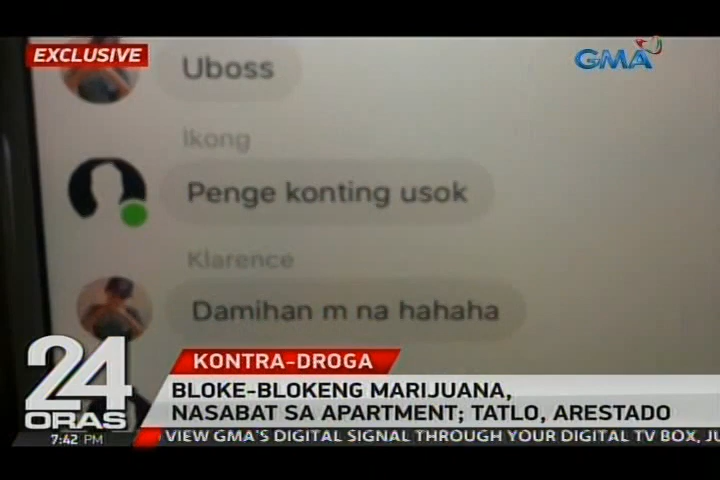 EXCLUSIVE
GMA
Uboss
Ikong
Penge konting usok
Klarence
Damihan m na hahaha
KONTRA-DROGA
24
ORAS
BLOKE-BLOKENG MARIJUANA,
NASABAT SA APARTMENT; TATLO, ARESTADO
7:42 PM
VIEW GMA'S DIGITAL SIGNAL THROUGH YOUR DIGITAL TV BOX, JU